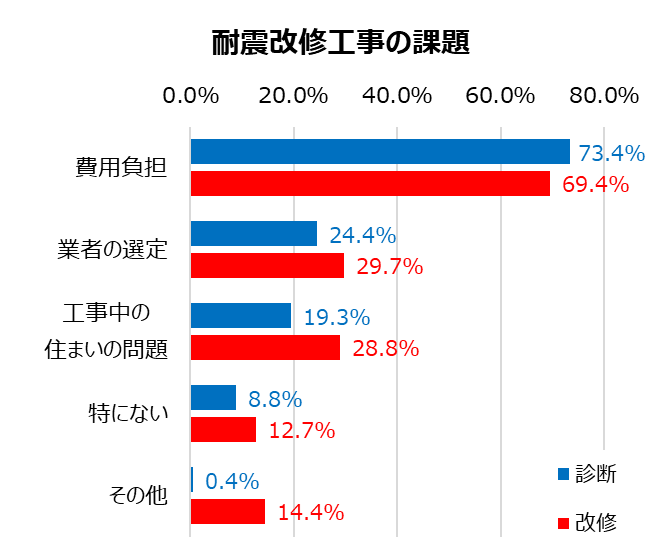 耐震改修工事の課題
0.0% 20.0% 40.0% 60.0% 80.0%
費用負担
73.4%
69.4%
業者の選定
24.4%
29.7%
工事中の
住まいの問題
19.3%
28.8%
特にない
8.8%
12.7%
その他
0.4%
14.4%
診断
改修